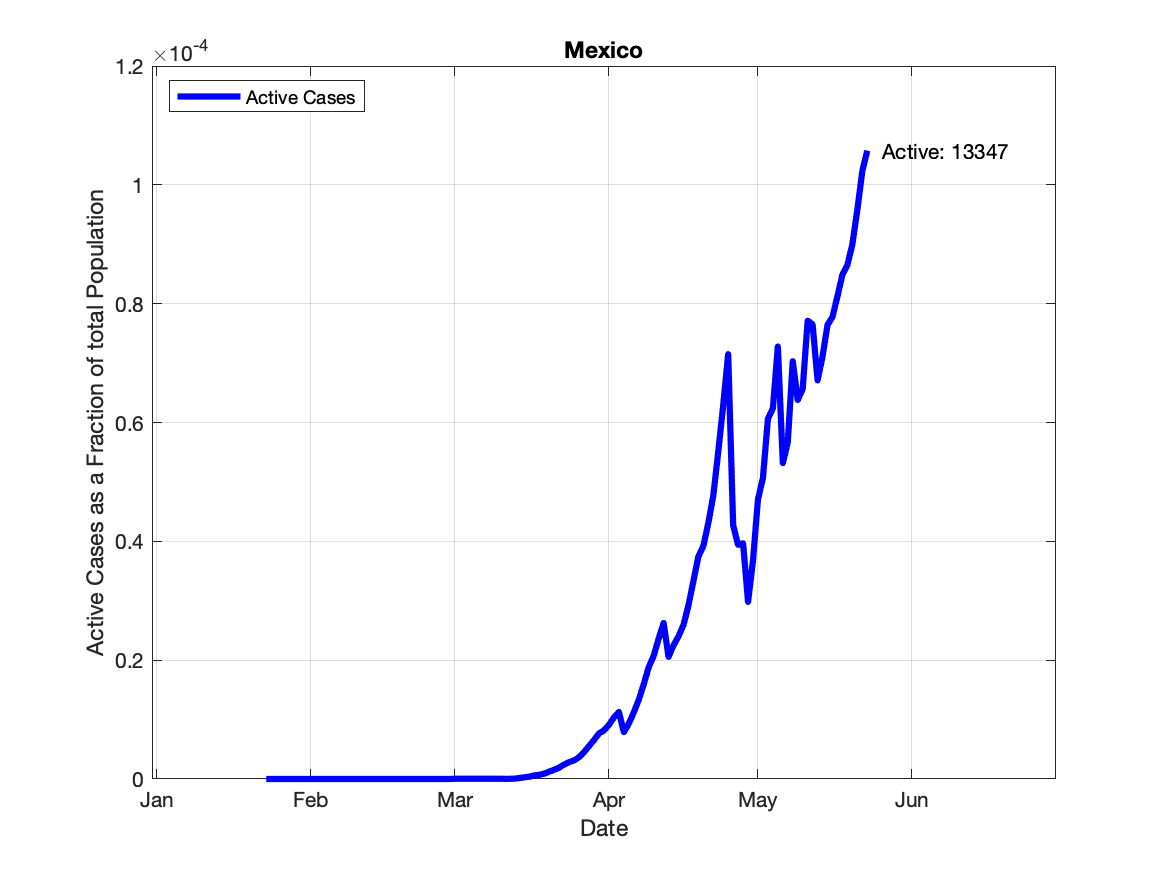 Mexico
×10-4
1.2
1
0.8
0.6
0.4
0.2
0
Active Cases
Active: 13347
Active Cases as a Fraction of total Population
Jan Feb Mar Apr May Jun
Date